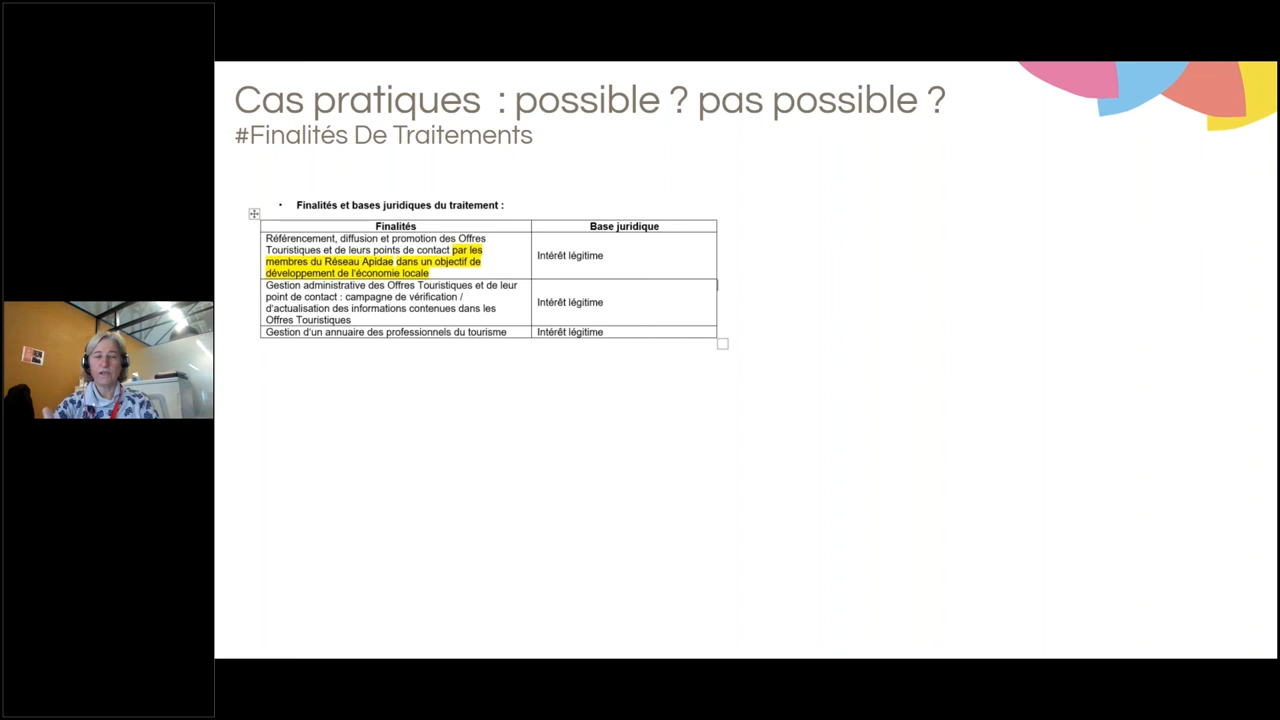 Cas pratiques : possible ? pas possible ?
#Finalités De Traitements
• Finalités et bases juridiques du traitement :
Finalités
Base juridique
Référencement, diffusion et promotion des Offres
Touristiques et de leurs points de contact par les
membres du Réseau Apidae dans un objectif de
développement de l'économie locale
Intérêt légitime
Gestion administrative des Offres Touristiques et de leur
point de contact : campagne de vérification /
d'actualisation des informations contenues dans les
Offres Touristiques
Intérêt légitime
Gestion d'un annuaire des professionnels du tourisme
Intérêt légitime